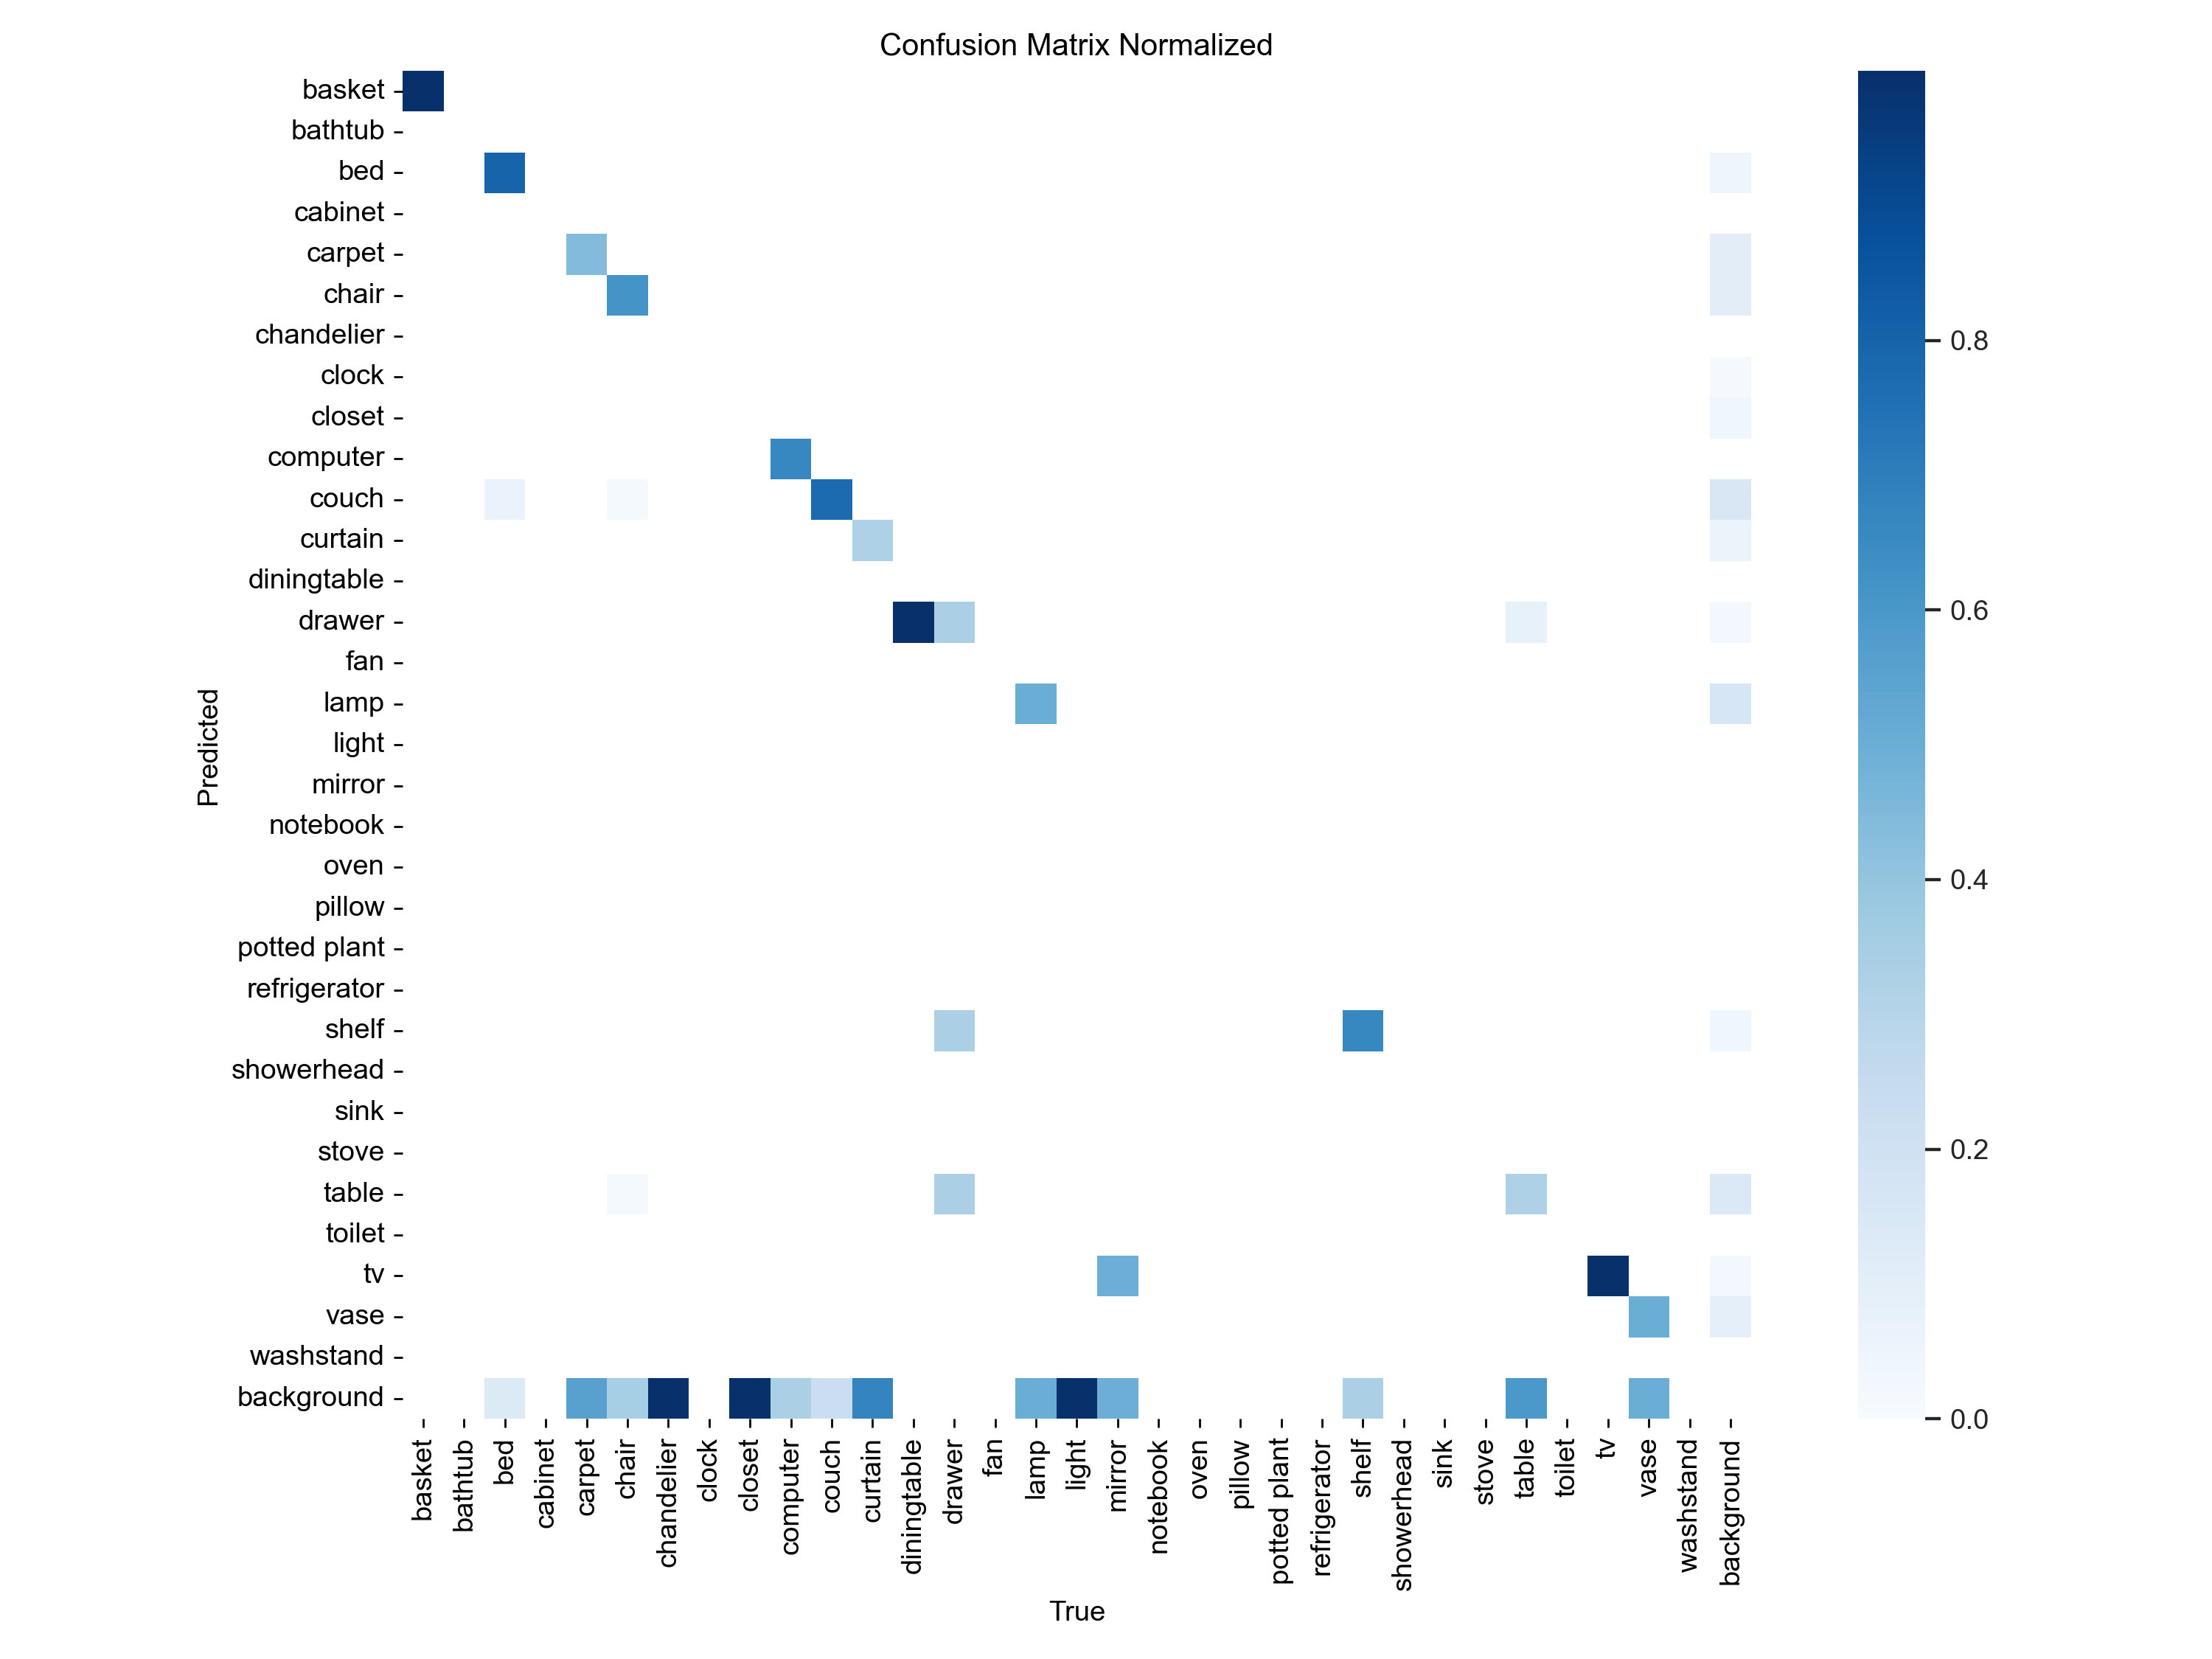 Confusion Matrix Normalized
basket
bathtub
bed
cabinet
carpet
chair
chandelier
clock
closet
computer
couch
curtain
diningtable
drawer
fan
lamp
light
mirror
notebook
oven
pillow
potted plant
refrigerator
shelf
showerhead
sink
stove
table
toilet
tv
vase
washstand
background
Predicted
basket
bathtub
bed
cabinet
carpet
chair
chandelier
clock
closet
computer
couch
curtain
diningtable
drawer
fan
lamp
light
mirror
notebook
oven
pillow
potted plant
refrigerator
shelf
showerhead
sink
stove
table
toilet
tv
vase
washstand
background
True
0.8
0.6
0.4
0.2
0.0